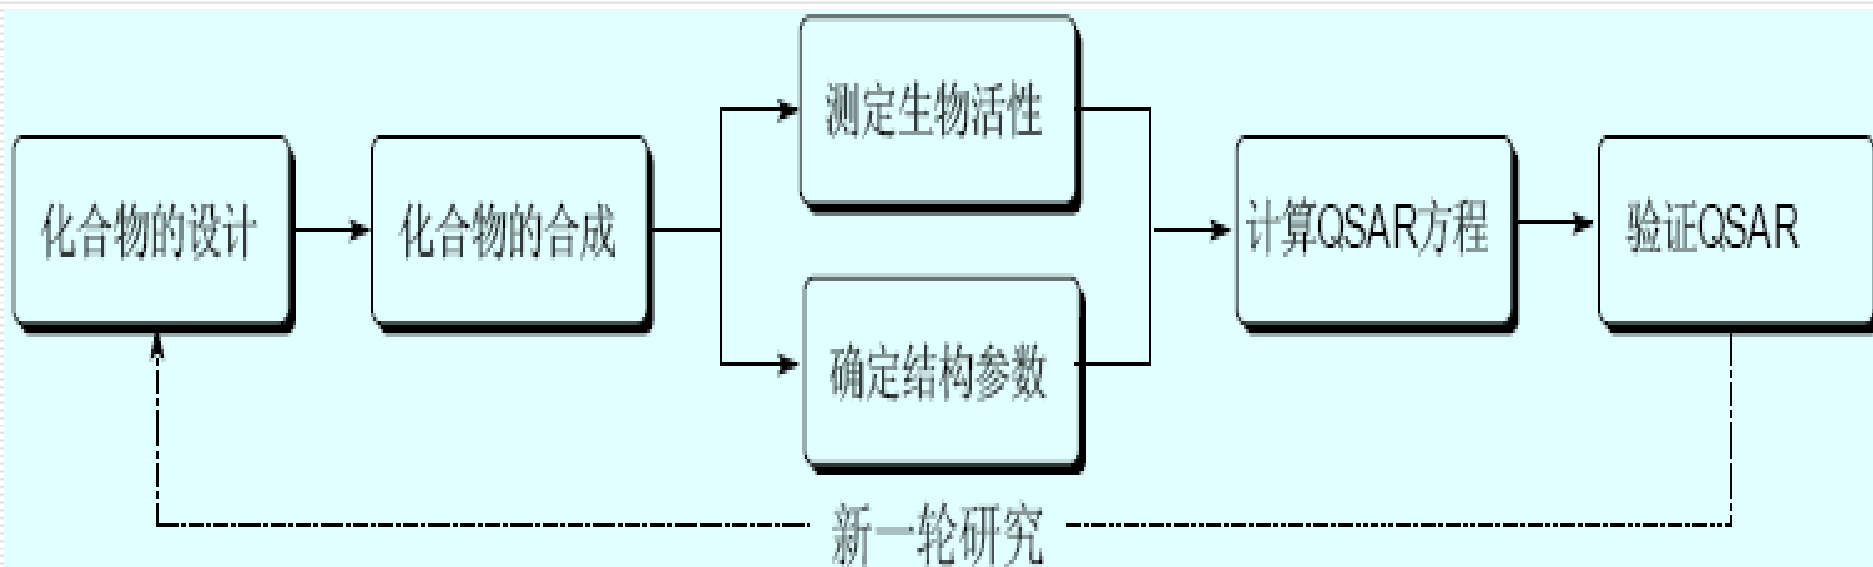 化合物的设计
化合物的合成
测定生物活性
确定结构参数
计算QSAR方程
验证QSAR
新一轮研究